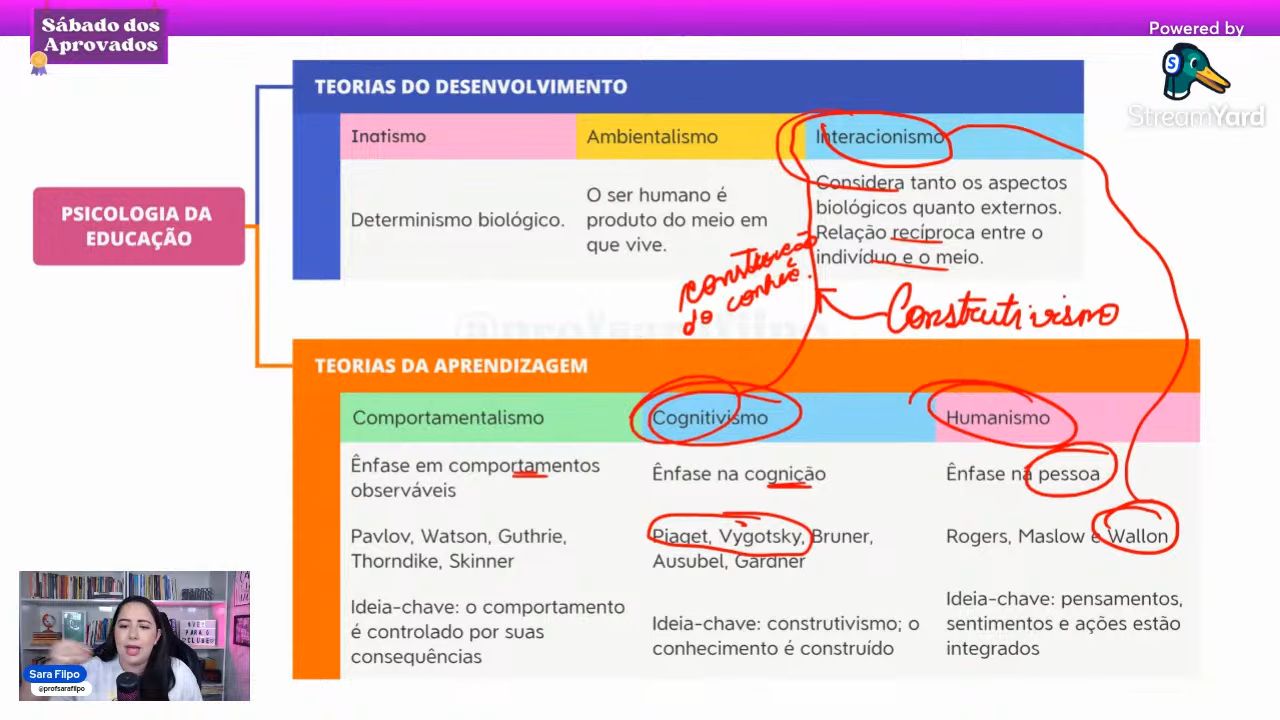 Sábado dos
Aprovados
Powered by
S
StreamYard
TEORIAS DO DESENVOLVIMENTO
Inatismo
Ambientalismo
Interacionismo
Determinismo biológico.
O ser humano é
produto do meio em
que vive.
Considera tanto os aspectos
biológicos quanto externos.
Relação recíproca entre o
indivíduo e o meio.
PSICOLOGIA DA
EDUCAÇÃO
construção
do conhec.
Construtivismo
@profsarafilpo
TEORIAS DA APRENDIZAGEM
Comportamentalismo
Cognitivismo
Humanismo
Ênfase em comportamentos
observáveis
Ênfase na cognição
Ênfase na pessoa
Pavlov, Watson, Guthrie,
Thorndike, Skinner
Piaget, Vygotsky, Bruner,
Ausubel, Gardner
Rogers, Maslow e Wallon
Ideia-chave: o comportamento
é controlado por suas
consequências
Ideia-chave: construtivismo; o
conhecimento é construído
Ideia-chave: pensamentos,
sentimentos e ações estão
integrados
Sara Filpo
@profsarafilpo